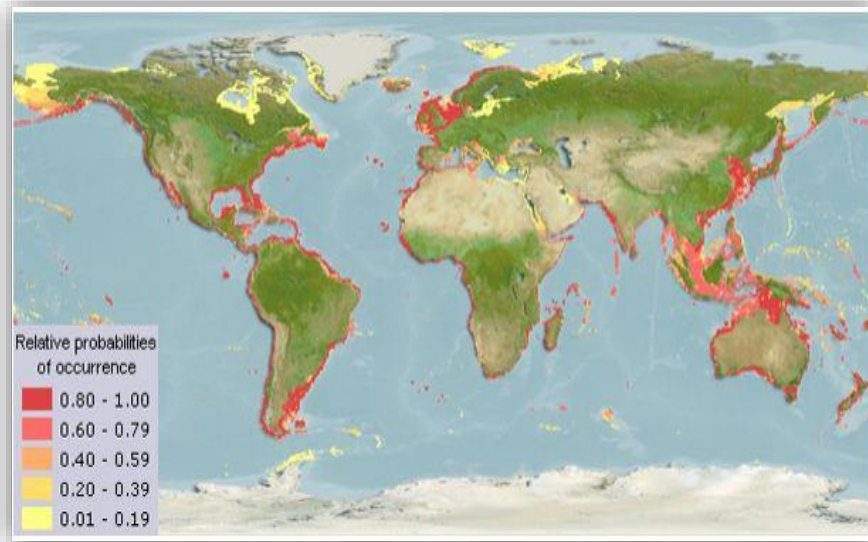 Relative probabilities
of occurrence
0.80 - 1.00
0.60 - 0.79
0.40 - 0.59
0.20 - 0.39
0.01 - 0.19